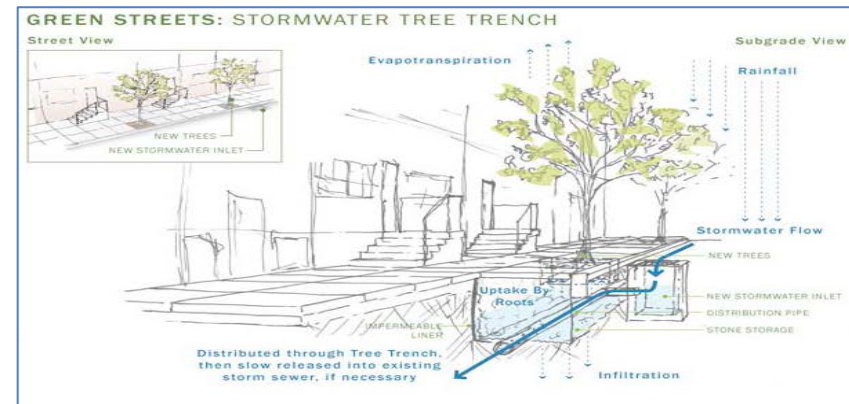 GREEN STREETS: STORMWATER TREE TRENCH
Street View
Subgrade View
NEW TREES
NEW STORMWATER INLET
Evapotranspiration
Rainfall
Stormwater Flow
NEW TREES
Uptake By
Roots
NEW STORMWATER INLET
DISTRIBUTION PIPE
STONE STORAGE
IMPERMEABLE
LINER
Distributed through Tree Trench,
then slow released into existing
storm sewer, if necessary
Infiltration